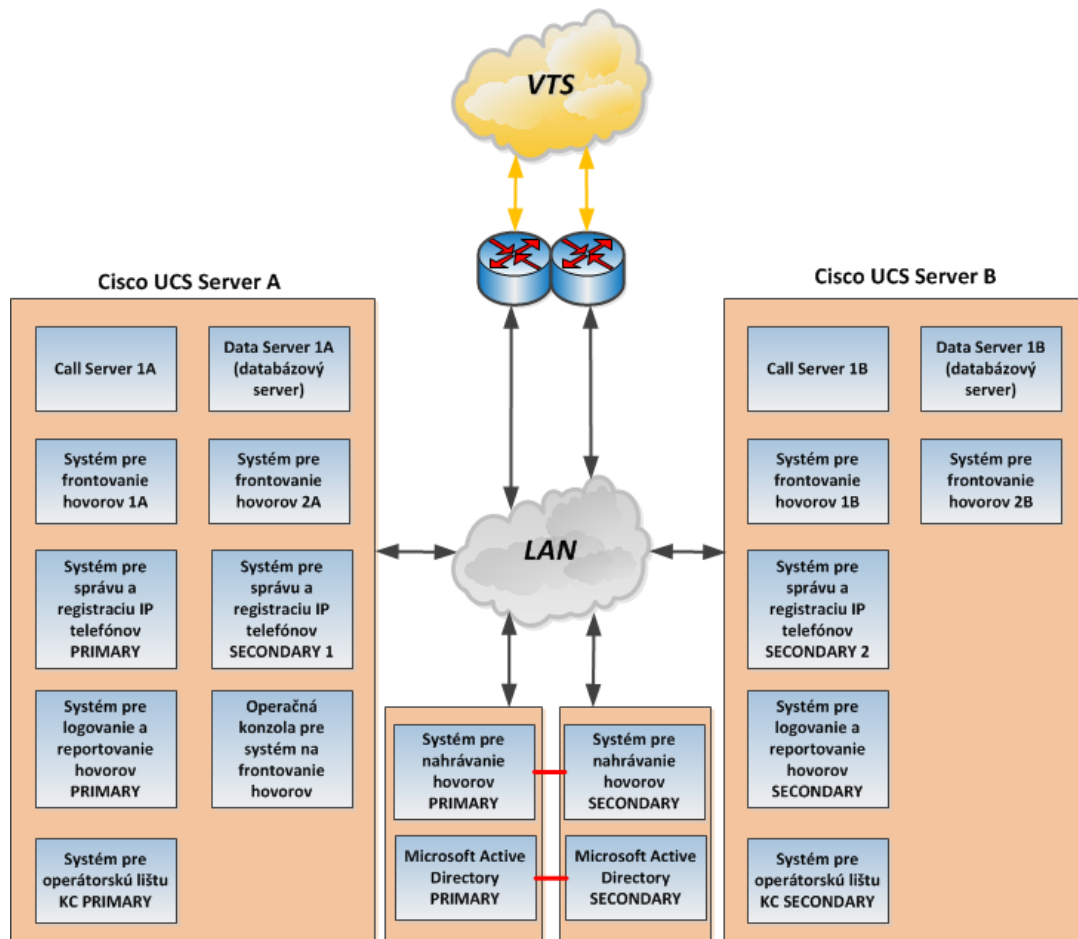 VTS
Cisco UCS Server A
Call Server 1A
Data Server 1A
(databázový
server)
Systém pre
frontovanie
hovorov 1A
Systém pre
frontovanie
hovorov 2A
Systém pre
správu a
registraciu IP
telefónov
PRIMARY
Systém pre
správu a
registraciu IP
telefónov
SECONDARY 1
Systém pre
logovanie a
reportovanie
hovorov
PRIMARY
Operačná
konzola pre
systém na
frontovanie
hovorov
Systém pre
operátorskú lištu
KC PRIMARY
LAN
Systém pre
nahrávanie
hovorov
PRIMARY
Systém pre
nahrávanie
hovorov
SECONDARY
Microsoft Active
Directory
PRIMARY
Microsoft Active
Directory
SECONDARY
Cisco UCS Server B
Call Server 1B
Data Server 1B
(databázový
server)
Systém pre
frontovanie
hovorov 1B
Systém pre
frontovanie
hovorov 2B
Systém pre
správu a
registraciu IP
telefónov
SECONDARY 2
Systém pre
logovanie a
reportovanie
hovorov
SECONDARY
Systém pre
operátorskú lištu
KC SECONDARY